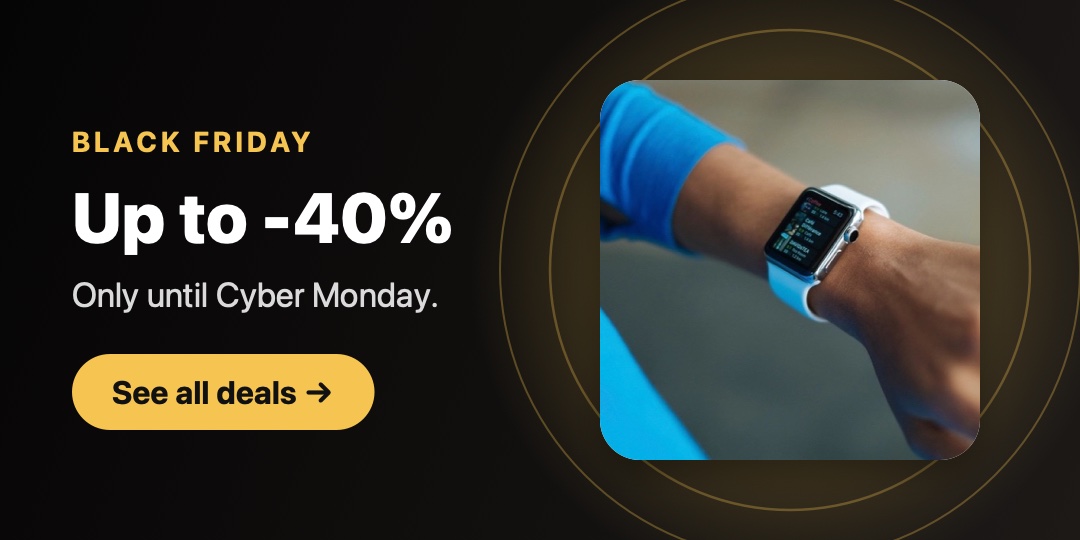 BLACK FRIDAY
Up to -40%
Only until Cyber Monday.
See all deals →